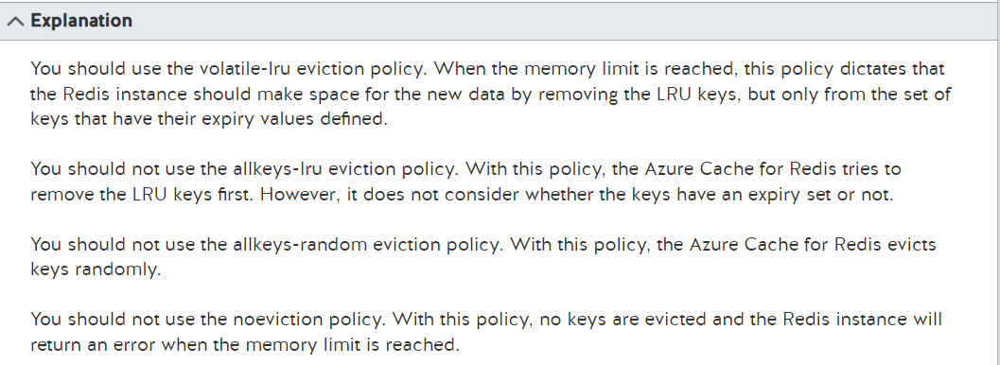 Explanation
You should use the volatile-lru eviction policy. When the memory limit is reached, this policy dictates that
the Redis instance should make space for the new data by removing the LRU keys, but only from the set of
keys that have their expiry values defined.
You should not use the allkeys-lru eviction policy. With this policy, the Azure Cache for Redis tries to
remove the LRU keys first. However, it does not consider whether the keys have an expiry set or not.
You should not use the allkeys-random eviction policy. With this policy, the Azure Cache for Redis evicts
keys randomly.
You should not use the noeviction policy. With this policy, no keys are evicted and the Redis instance will
return an error when the memory limit is reached.